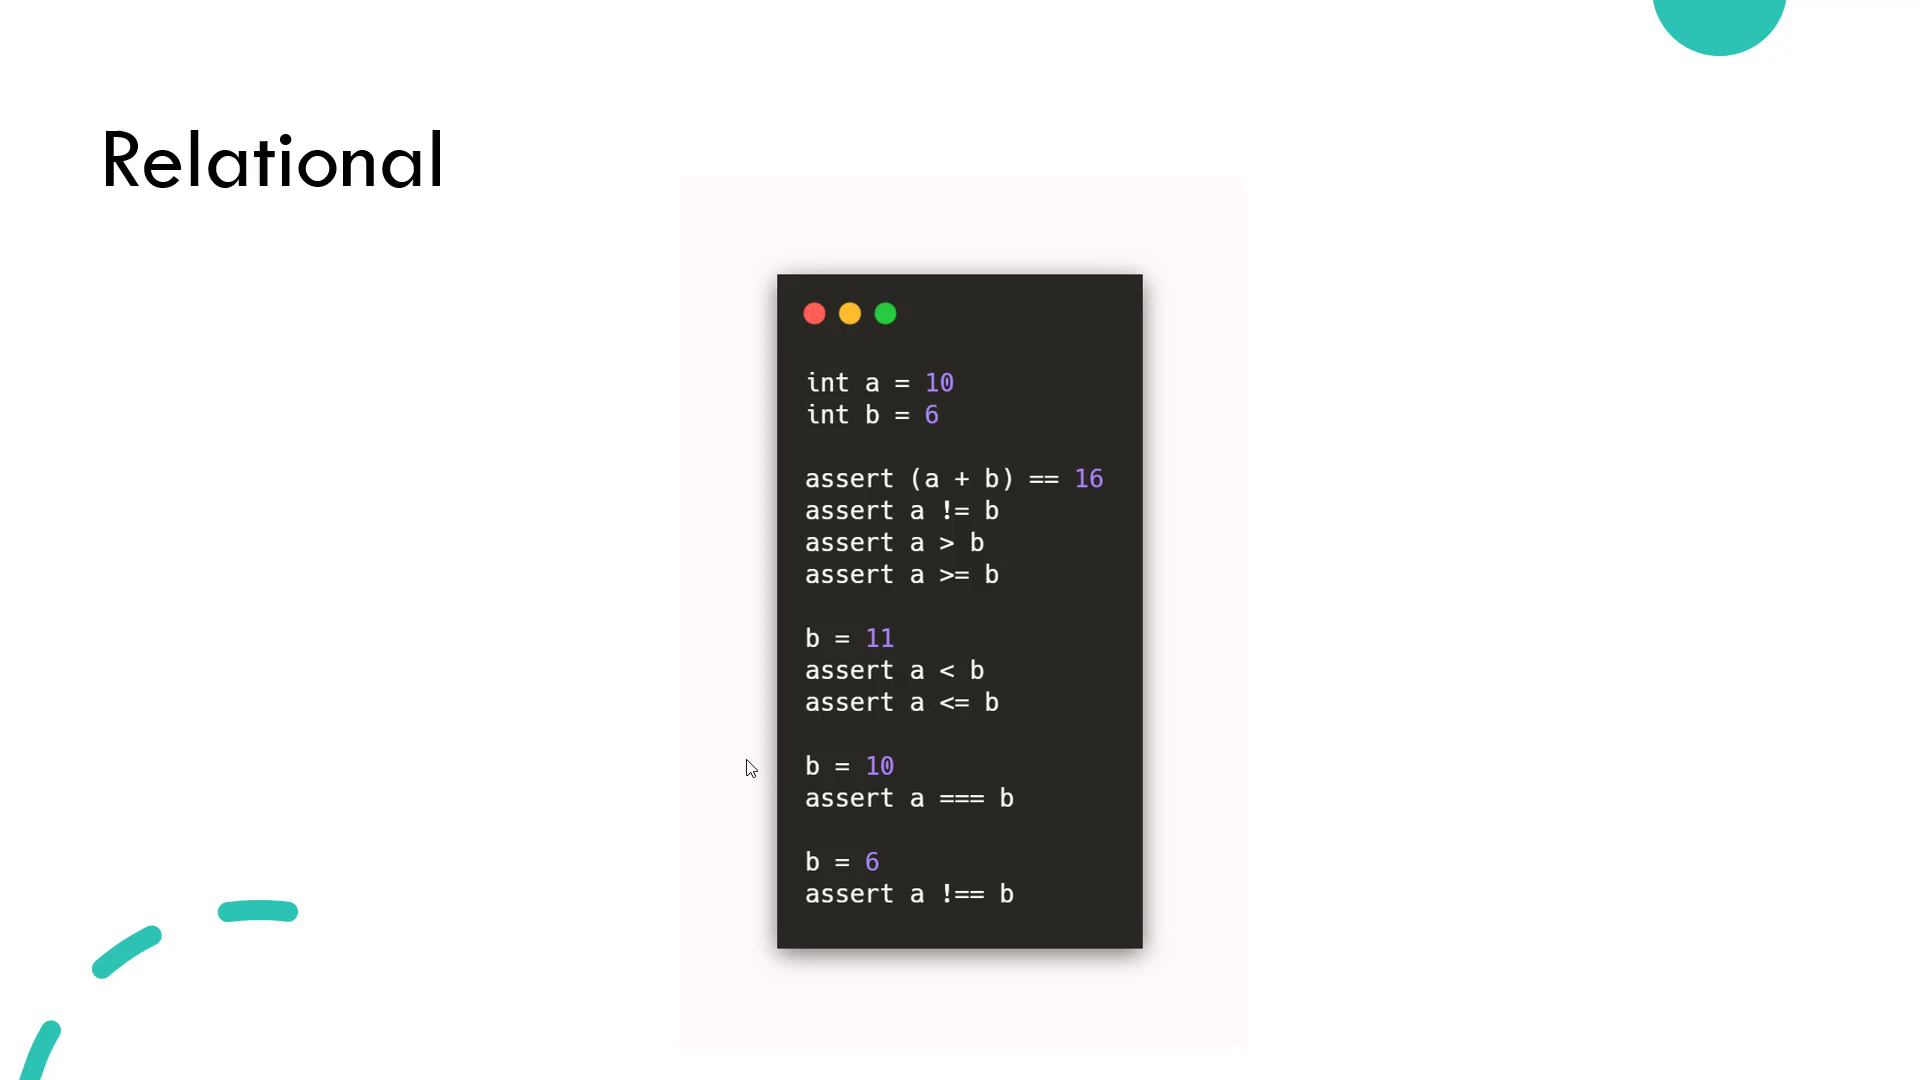 Relational
int a = 10
int b = 6
assert (a + b) == 16
assert a != b
assert a > b
assert a >= b
b = 11
assert a < b
assert a <= b
b = 10
assert a === b
b = 6
assert a !== b